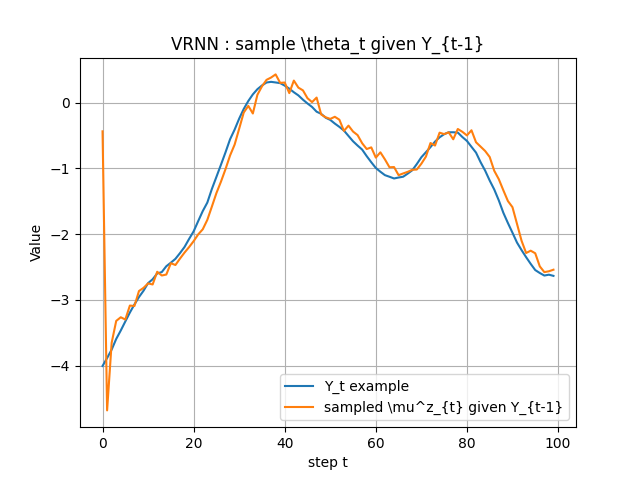 VRNN : sample \theta_t given Y_{t-1}
Value
0
−1
−2
−3
−4
0 20 40 60 80 100
step t
Y_t example
sampled \mu^z_{t} given Y_{t-1}